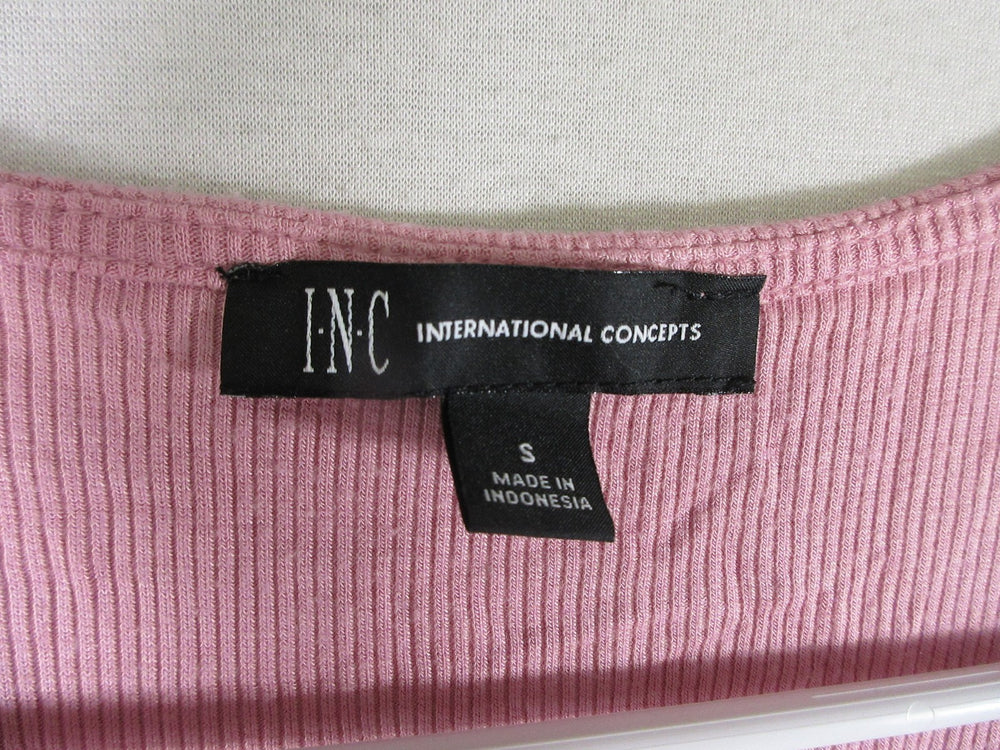 I·N·C INTERNATIONAL CONCEPTS
S
MADE IN
INDONESIA